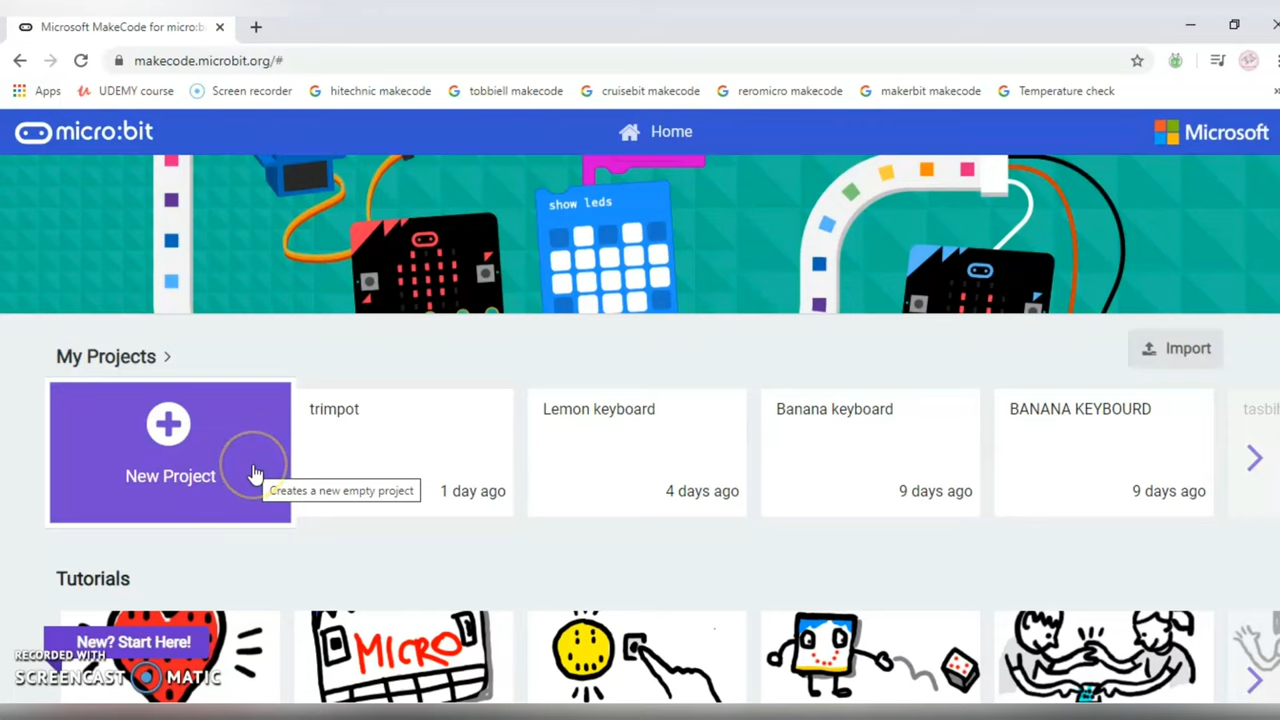 Microsoft MakeCode for micro:b
makecode.microbit.org/#
Apps UDEMY course Screen recorder hitechnic makecode tobbiell makecode cruisebit makecode reromicro makecode makerbit makecode Temperature check
micro:bit Home Microsoft
show leds
My Projects Import
New Project
Creates a new empty project
trimpot
1 day ago
Lemon keyboard
4 days ago
Banana keyboard
9 days ago
BANANA KEYBOURD
9 days ago
Tutorials
New? Start Here!
MICRO
RECORDED WITH
SCREENCAST MATIC